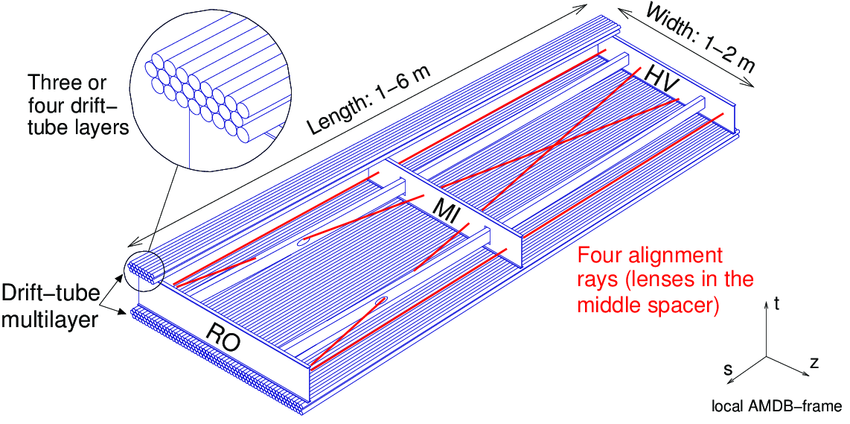 Three or
four drift–
tube layers
Length: 1–6 m
Width: 1–2 m
HV
MI
RO
Drift–tube
multilayer
Four alignment
rays (lenses in the
middle spacer)
t
s
z
local AMDB–frame